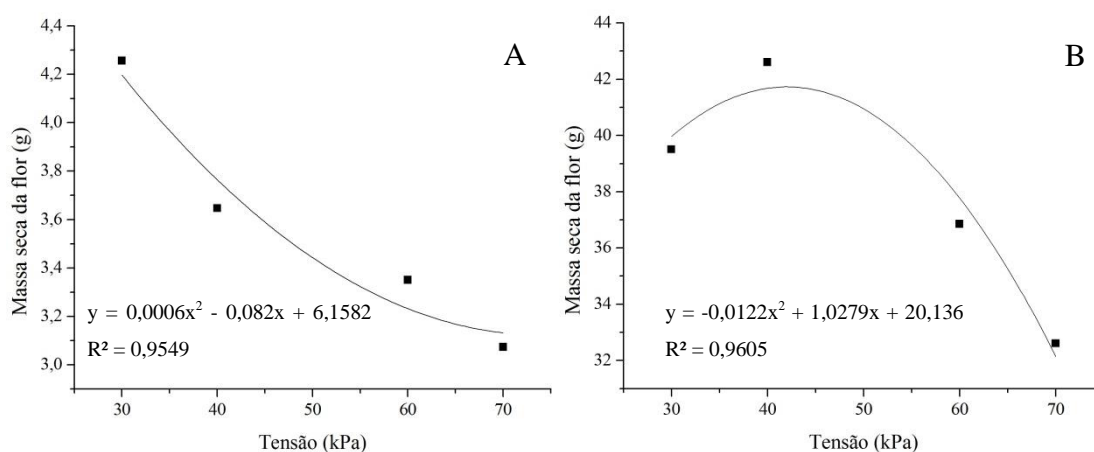 A
Massa seca da flor (g)
4,4
4,2
4,0
3,8
3,6
3,4
3,2
3,0
y = 0,0006x² - 0,082x + 6,1582
R² = 0,9549
30 40 50 60 70
Tensão (kPa)
B
Massa seca da flor (g)
44
42
40
38
36
34
32
y = -0,0122x² + 1,0279x + 20,136
R² = 0,9605
30 40 50 60 70
Tensão (kPa)